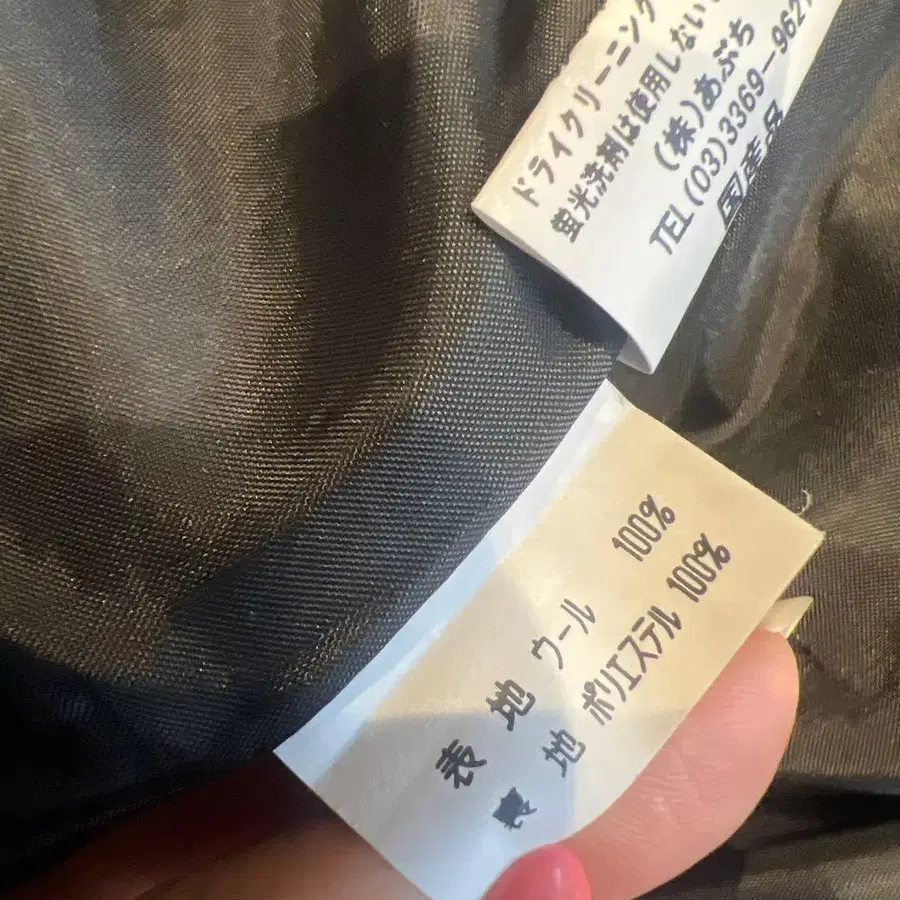 ドライクリーニング
蛍光洗剤は使用しない
(株)あぶち
TEL(03)3369-962
国産品
表地 ウール 100%
裏地 ポリエステル 100%